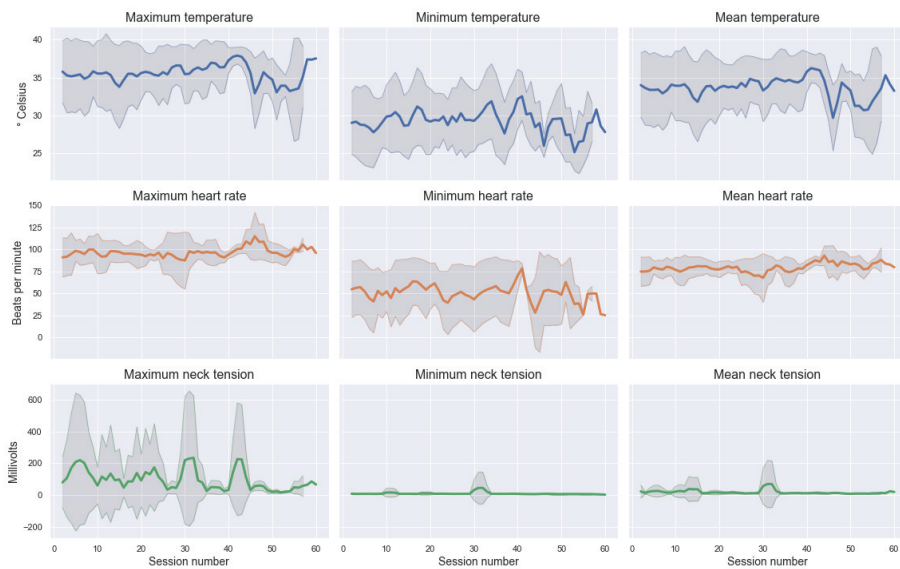 Maximum temperature
Minimum temperature
Mean temperature
° Celsius
40
35
30
25
Maximum heart rate
Minimum heart rate
Mean heart rate
Beats per minute
150
125
100
75
50
25
0
Maximum neck tension
Minimum neck tension
Mean neck tension
Millivolts
600
400
200
0
−200
0 10 20 30 40 50 60
0 10 20 30 40 50 60
0 10 20 30 40 50 60
Session number
Session number
Session number